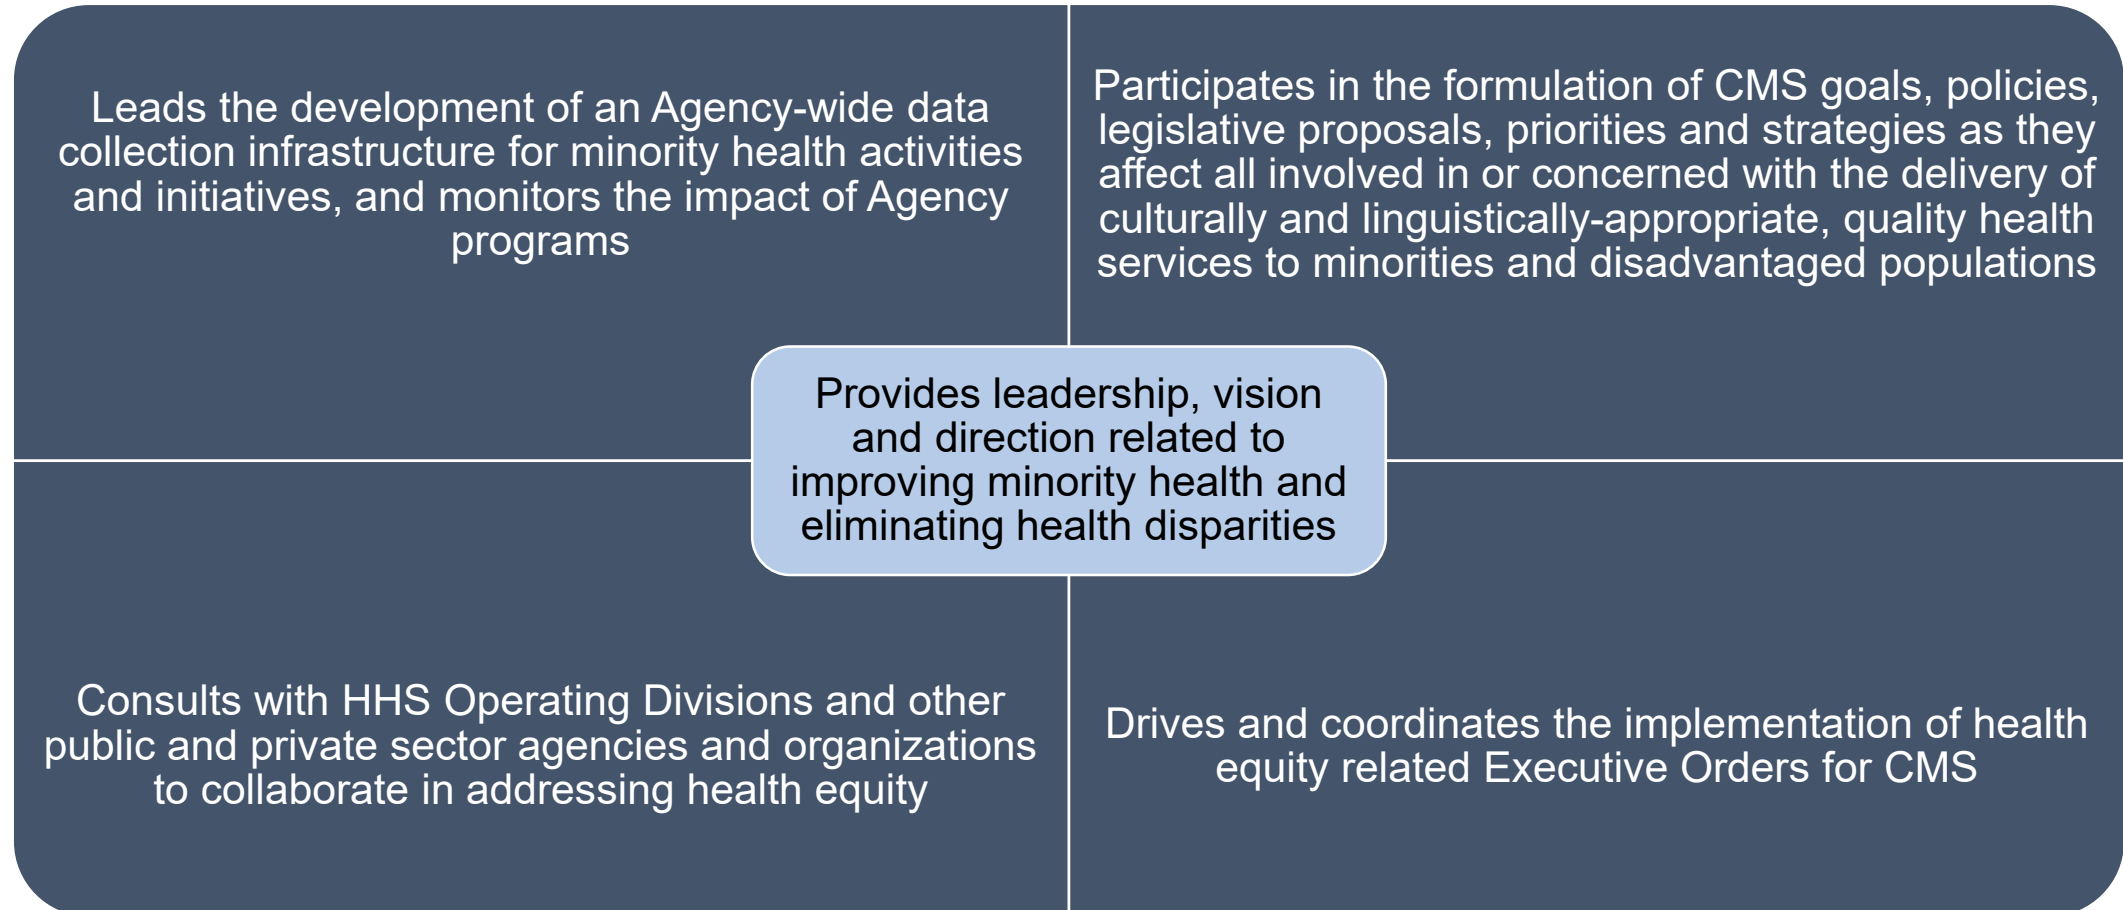 Leads the development of an Agency-wide data
collection infrastructure for minority health activities
and initiatives, and monitors the impact of Agency
programs
Participates in the formulation of CMS goals, policies,
legislative proposals, priorities and strategies as they
affect all involved in or concerned with the delivery of
culturally and linguistically-appropriate, quality health
services to minorities and disadvantaged populations
Provides leadership, vision
and direction related to
improving minority health and
eliminating health disparities
Consults with HHS Operating Divisions and other
public and private sector agencies and organizations
to collaborate in addressing health equity
Drives and coordinates the implementation of health
equity related Executive Orders for CMS